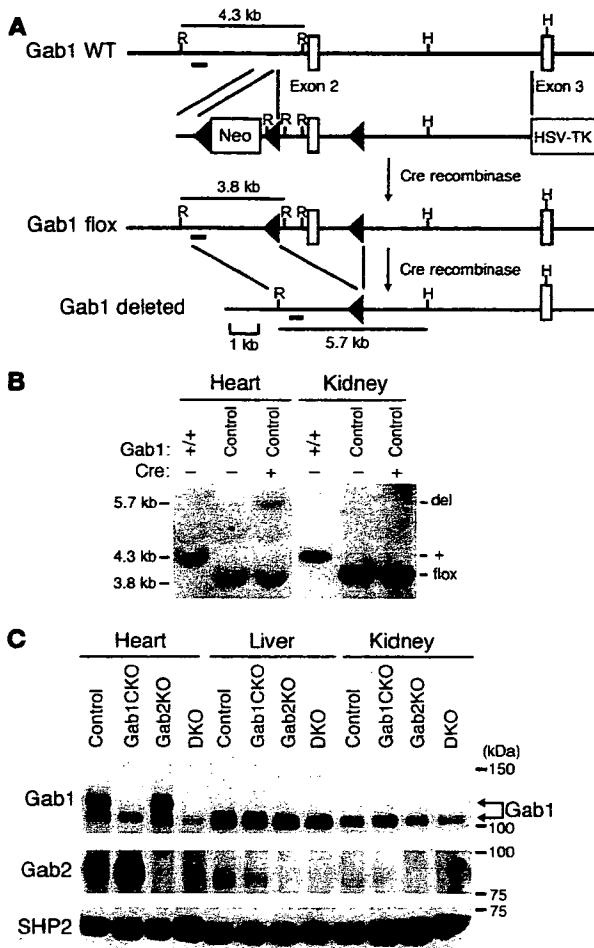 A
4.3 kb
Gab1 WT
R R H H
Exon 2 Exon 3
Neo R R R H HSV-TK
Cre recombinase
3.8 kb
Gab1 flox
R R R H H
Cre recombinase
Gab1 deleted
R H H
1 kb
5.7 kb
B
Heart Kidney
Gab1: +/+ Control Control +/+ Control Control
Cre: − − + − − +
5.7 kb del
4.3 kb +
3.8 kb flox
C
Heart Liver Kidney
Control Gab1CKO Gab2KO DKO Control Gab1CKO Gab2KO DKO Control Gab1CKO Gab2KO DKO
(kDa)
150
Gab1 Gab1
100
100
Gab2
75
75
SHP2